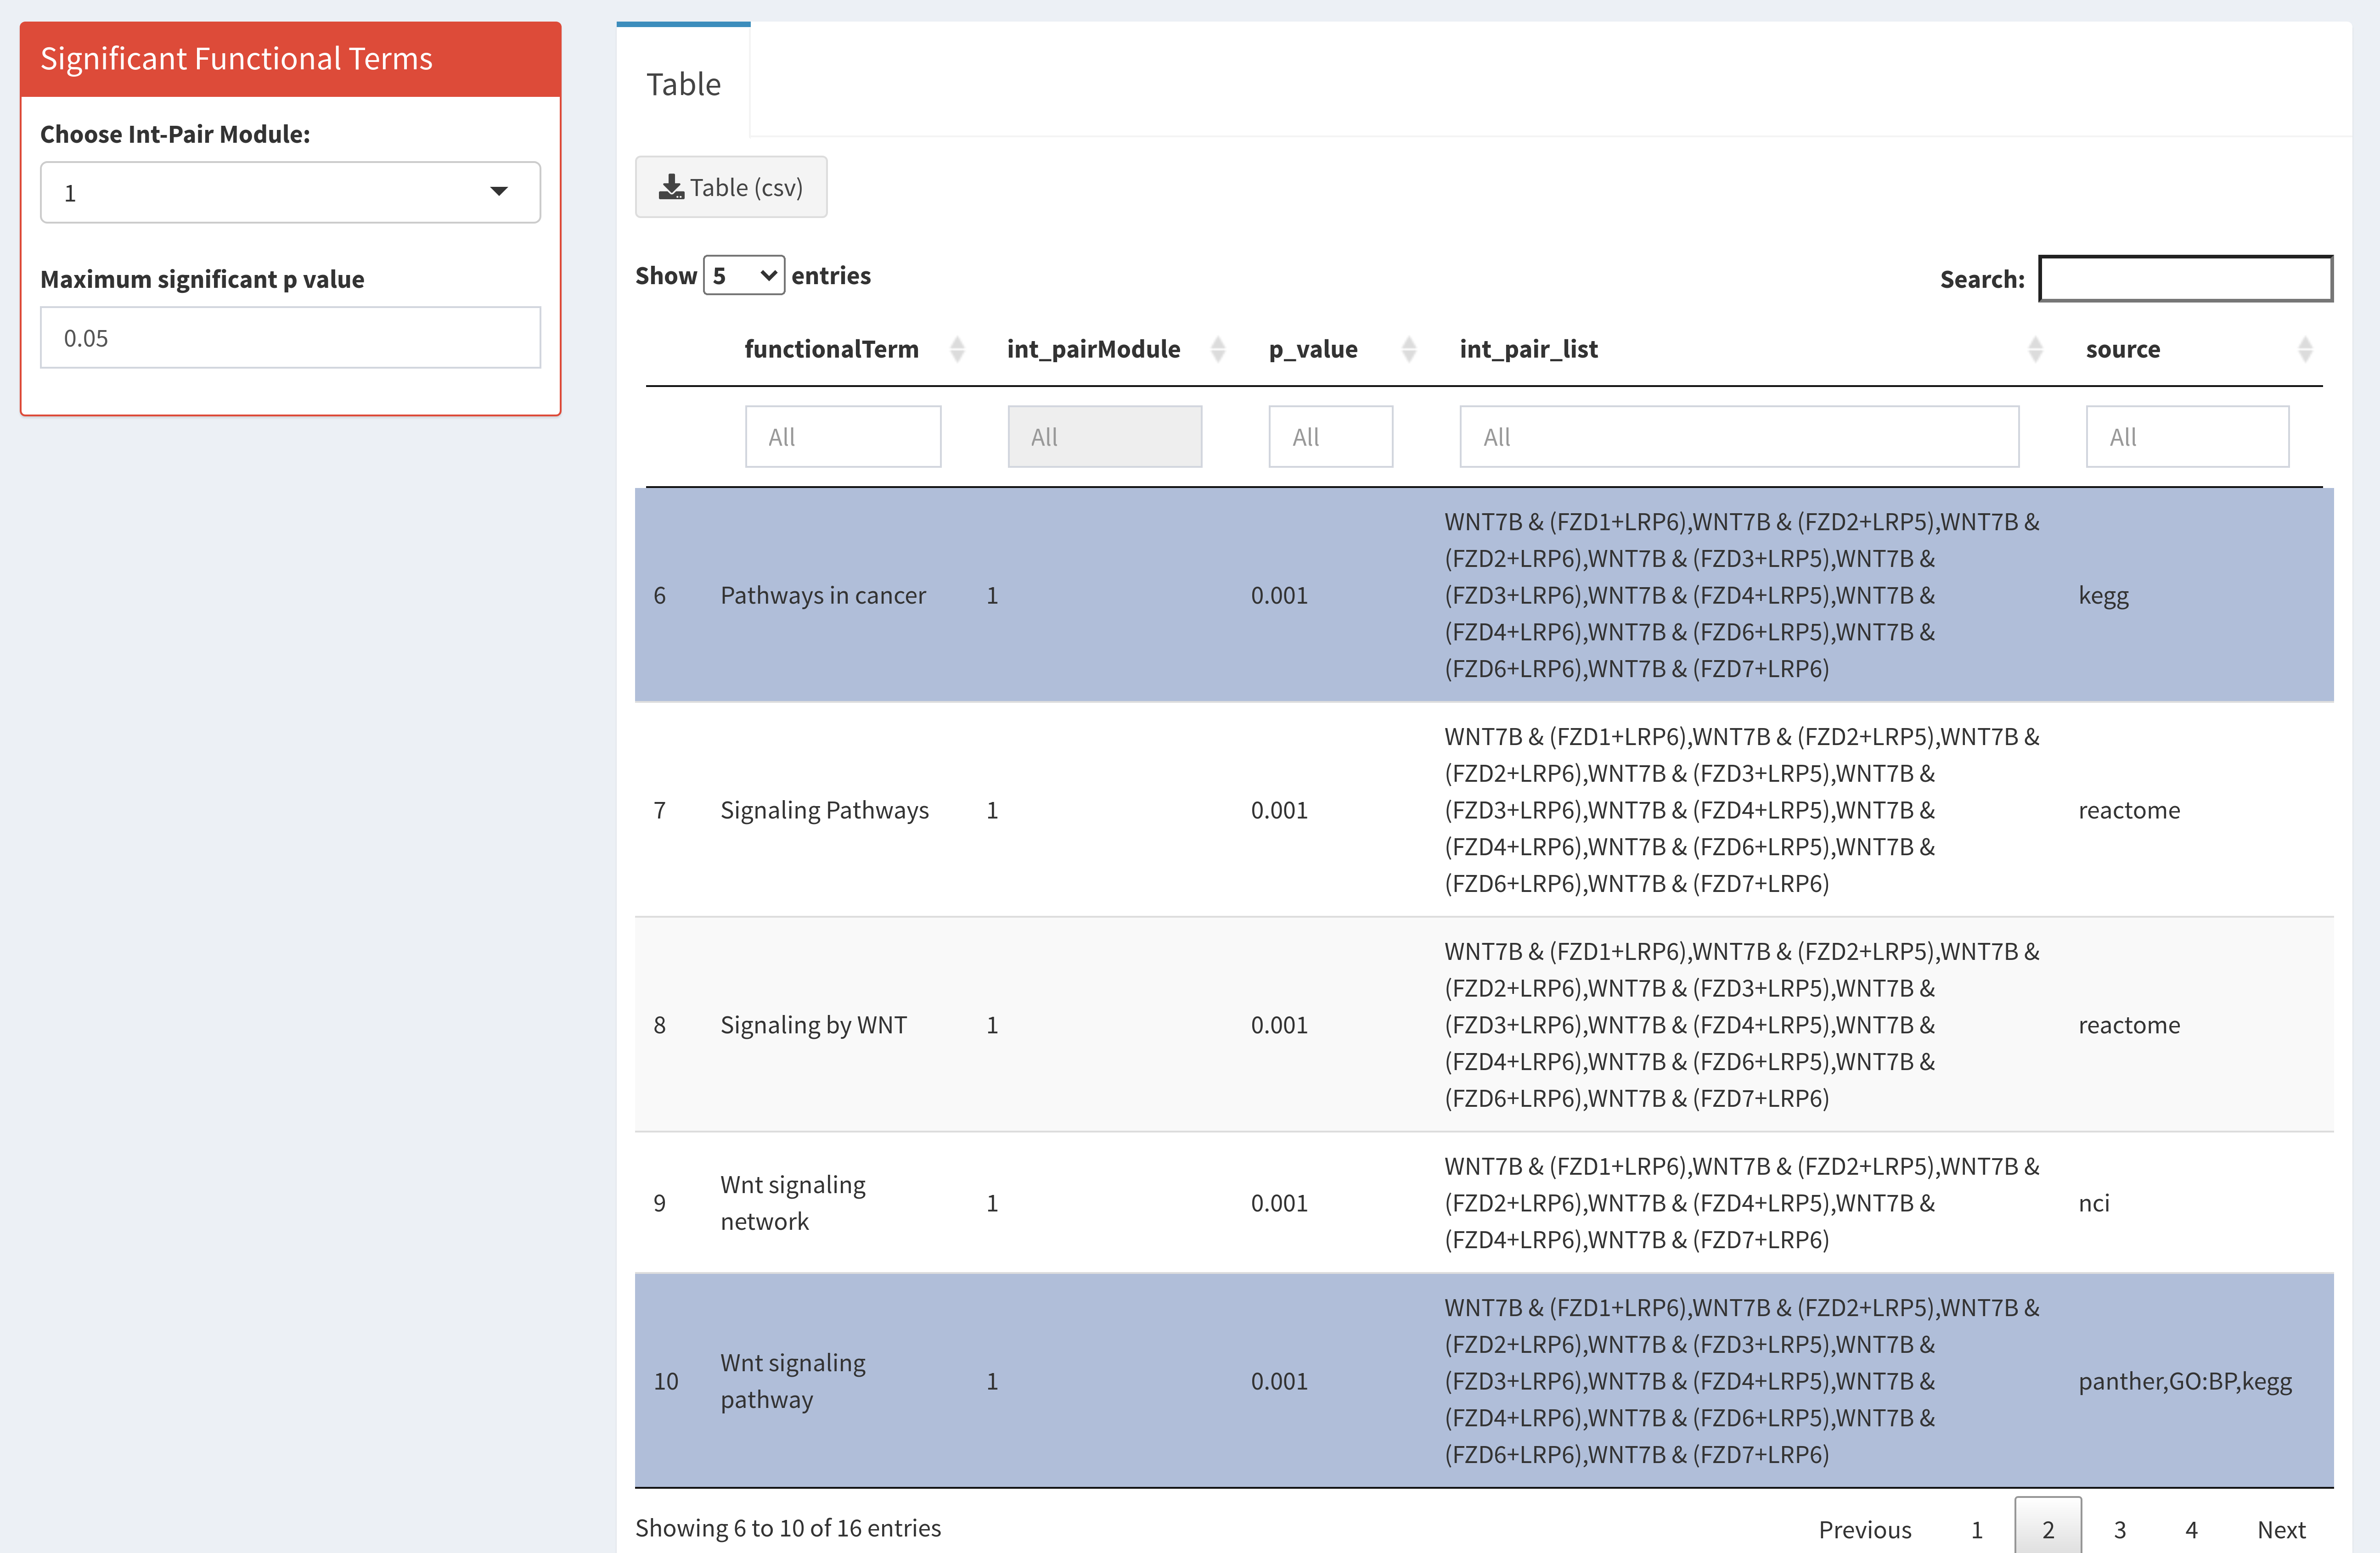 Significant Functional Terms
Choose Int-Pair Module:
1
Maximum significant p value
0.05
Table
Table (csv)
Show 5 entries
Search:
functionalTerm int_pairModule p_value int_pair_list source
All All All All All
6 Pathways in cancer 1 0.001 kegg
WNT7B & (FZD1+LRP6),WNT7B & (FZD2+LRP5),WNT7B &
(FZD2+LRP6),WNT7B & (FZD3+LRP5),WNT7B &
(FZD3+LRP6),WNT7B & (FZD4+LRP5),WNT7B &
(FZD4+LRP6),WNT7B & (FZD6+LRP5),WNT7B &
(FZD6+LRP6),WNT7B & (FZD7+LRP6)
7 Signaling Pathways 1 0.001 reactome
WNT7B & (FZD1+LRP6),WNT7B & (FZD2+LRP5),WNT7B &
(FZD2+LRP6),WNT7B & (FZD3+LRP5),WNT7B &
(FZD3+LRP6),WNT7B & (FZD4+LRP5),WNT7B &
(FZD4+LRP6),WNT7B & (FZD6+LRP5),WNT7B &
(FZD6+LRP6),WNT7B & (FZD7+LRP6)
8 Signaling by WNT 1 0.001 reactome
WNT7B & (FZD1+LRP6),WNT7B & (FZD2+LRP5),WNT7B &
(FZD2+LRP6),WNT7B & (FZD3+LRP5),WNT7B &
(FZD3+LRP6),WNT7B & (FZD4+LRP5),WNT7B &
(FZD4+LRP6),WNT7B & (FZD6+LRP5),WNT7B &
(FZD6+LRP6),WNT7B & (FZD7+LRP6)
9 Wnt signaling
network 1 0.001 nci
WNT7B & (FZD1+LRP6),WNT7B & (FZD2+LRP5),WNT7B &
(FZD2+LRP6),WNT7B & (FZD4+LRP5),WNT7B &
(FZD4+LRP6),WNT7B & (FZD7+LRP6)
10 Wnt signaling
pathway 1 0.001 panther,GO:BP,kegg
WNT7B & (FZD1+LRP6),WNT7B & (FZD2+LRP5),WNT7B &
(FZD2+LRP6),WNT7B & (FZD3+LRP5),WNT7B &
(FZD3+LRP6),WNT7B & (FZD4+LRP5),WNT7B &
(FZD4+LRP6),WNT7B & (FZD6+LRP5),WNT7B &
(FZD6+LRP6),WNT7B & (FZD7+LRP6)
Showing 6 to 10 of 16 entries
Previous 1 2 3 4 Next